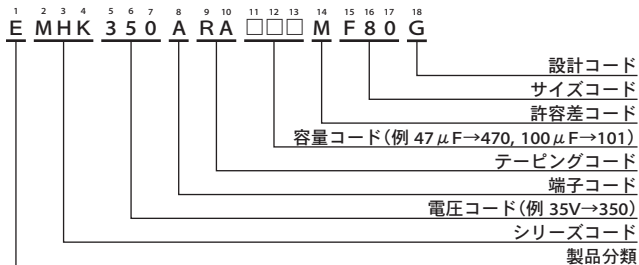 1 2 3 4 5 6 7 8 9 10 11 12 13 14 15 16 17 18
E MHK 350 A RA □□□ M F80 G
設計コード
サイズコード
許容差コード
容量コード(例 47μF→470, 100μF→101)
テーピングコード
端子コード
電圧コード(例 35V→350)
シリーズコード
製品分類